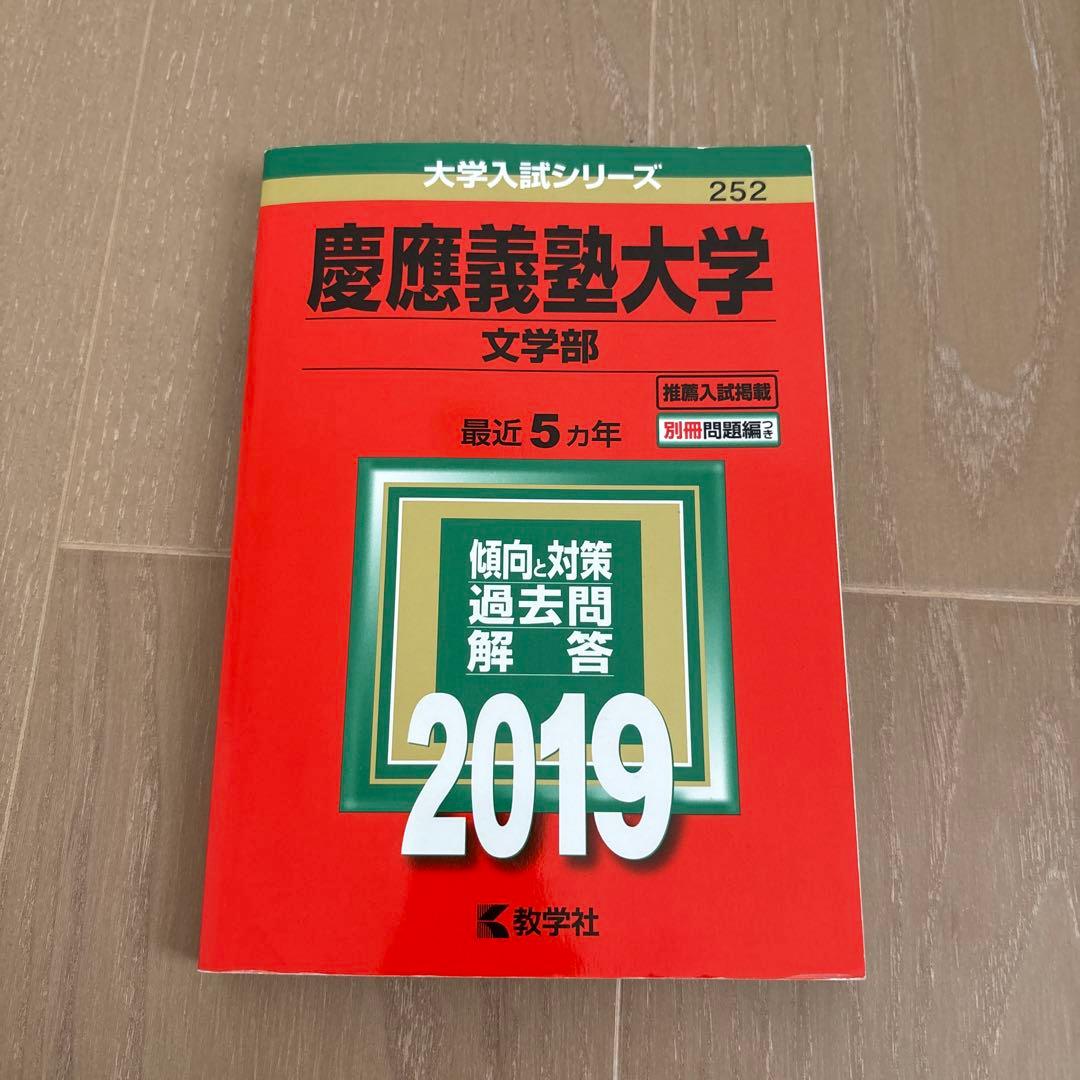 大学入試シリーズ
252
慶應義塾大学
文学部
推薦入試掲載
最近5カ年
別冊問題編つき
傾向と対策
過去問
解答
2019
教学社